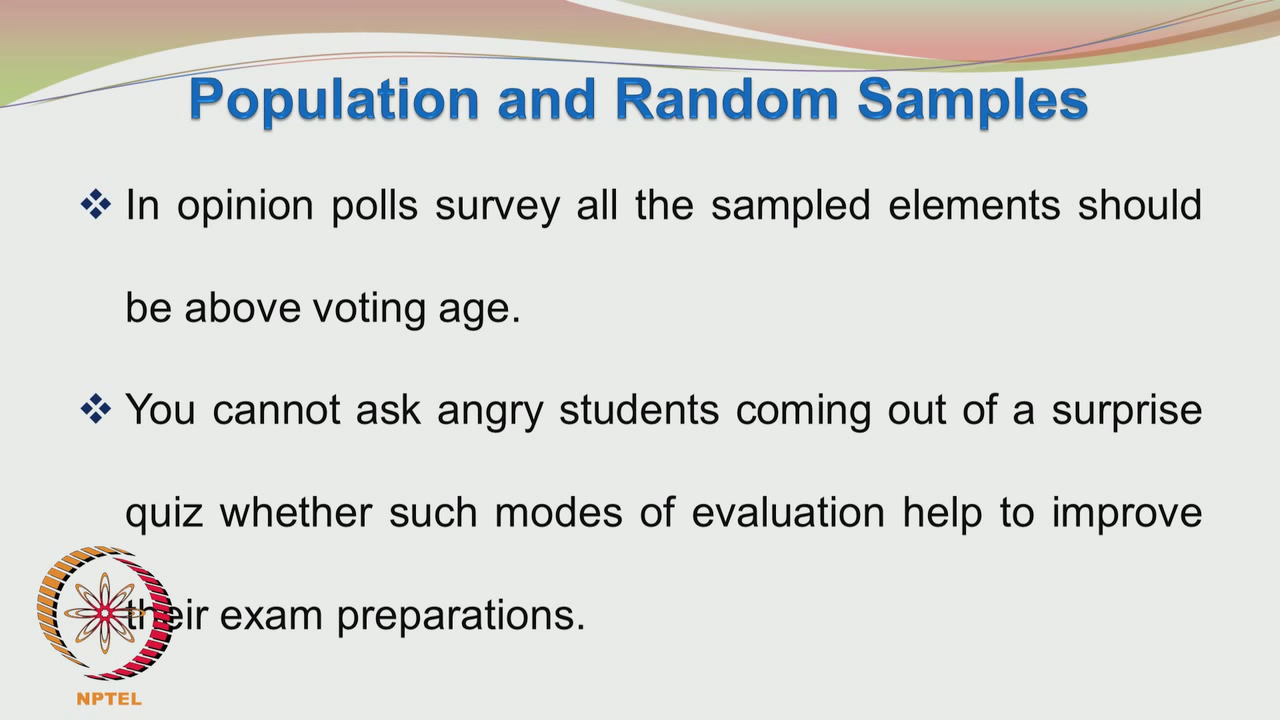 Population and Random Samples
❖ In opinion polls survey all the sampled elements should
be above voting age.
❖ You cannot ask angry students coming out of a surprise
quiz whether such modes of evaluation help to improve
their exam preparations.
NPTEL